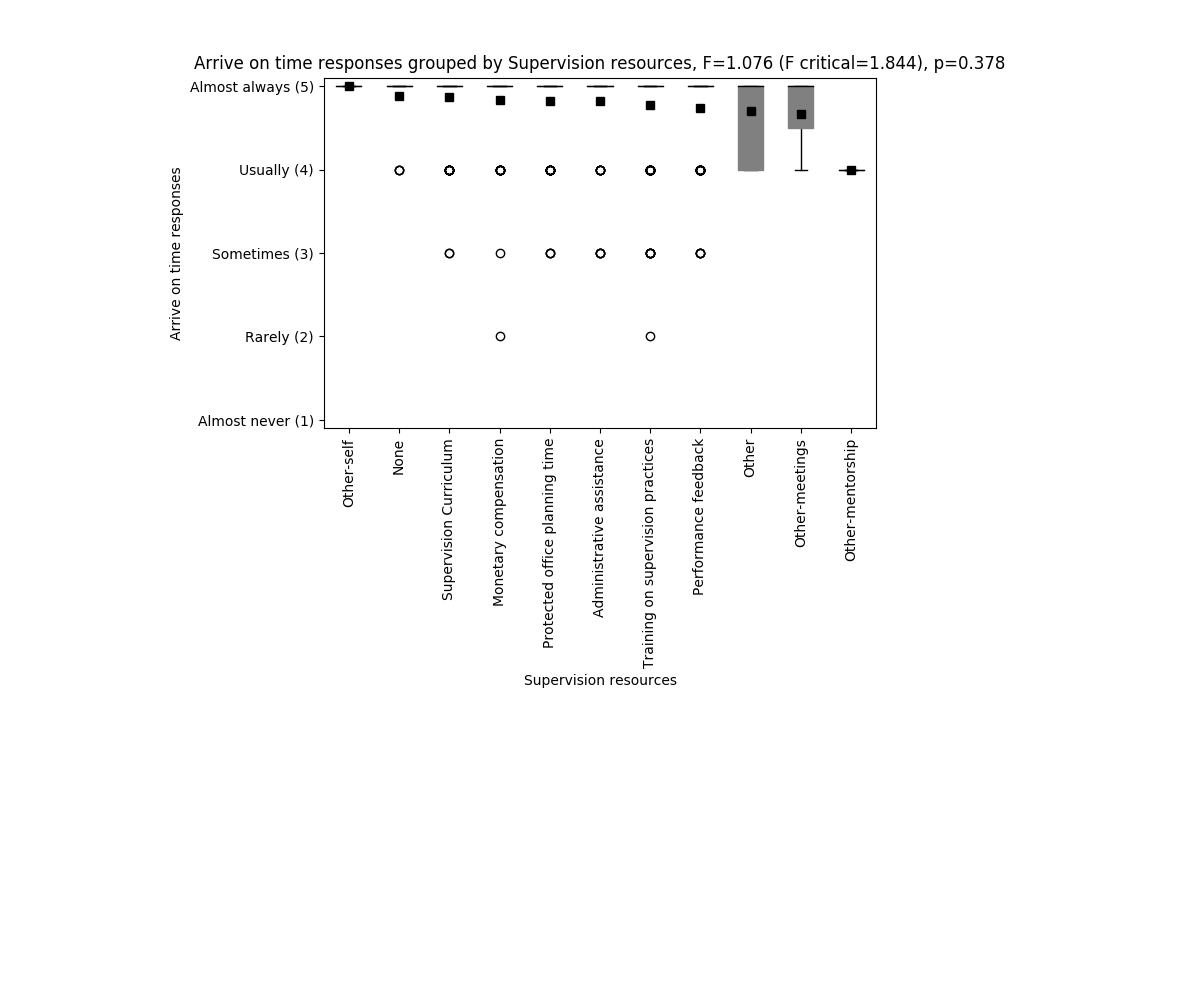 Arrive on time responses grouped by Supervision resources, F=1.076 (F critical=1.844), p=0.378
Arrive on time responses
Almost always (5)
Usually (4)
Sometimes (3)
Rarely (2)
Almost never (1)
Other-self
None
Supervision Curriculum
Monetary compensation
Protected office planning time
Administrative assistance
Training on supervision practices
Performance feedback
Other
Other-meetings
Other-mentorship
Supervision resources